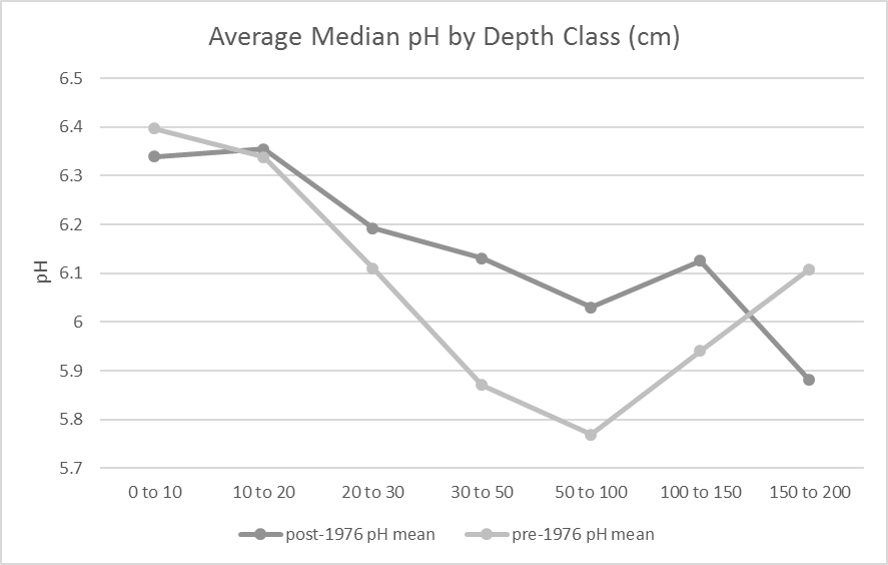 Average Median pH by Depth Class (cm)
6.5
6.4
6.3
6.2
6.1
6
5.9
5.8
5.7
pH
0 to 10 10 to 20 20 to 30 30 to 50 50 to 100 100 to 150 150 to 200
post-1976 pH mean pre-1976 pH mean